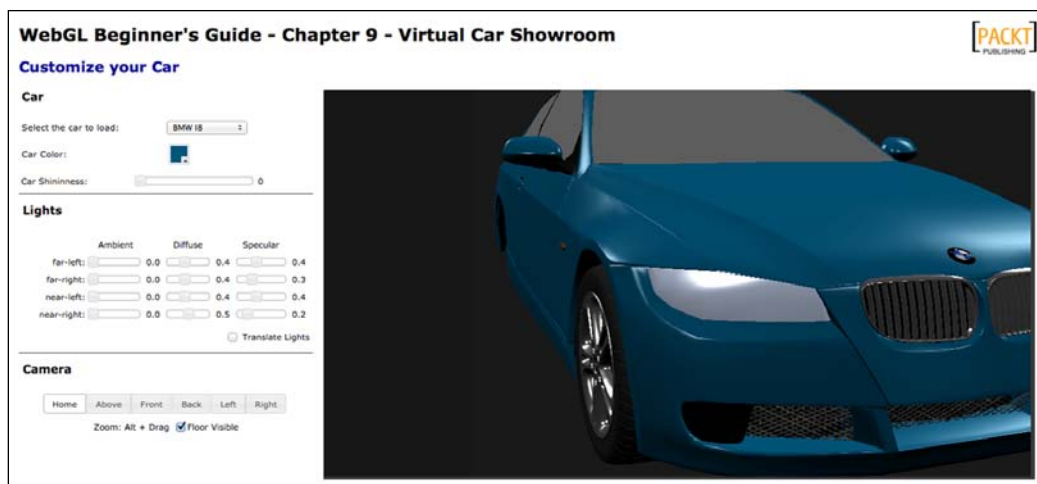 WebGL Beginner's Guide - Chapter 9 - Virtual Car Showroom
[PACKT]
PUBLISHING
Customize your Car
Car
Select the car to load: BMW I8
Car Color:
Car Shininness: 0
Lights
Ambient Diffuse Specular
far-left: 0.0 0.4 0.4
far-right: 0.0 0.4 0.3
near-left: 0.0 0.4 0.4
near-right: 0.0 0.5 0.2
Translate Lights
Camera
Home Above Front Back Left Right
Zoom: Alt + Drag Floor Visible